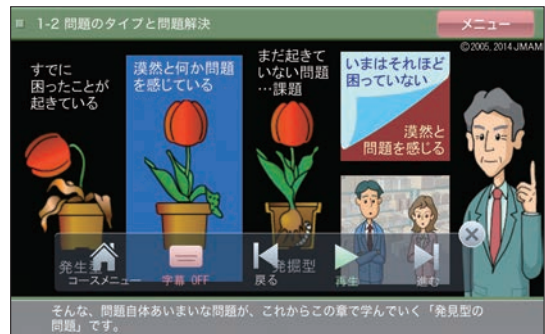 1-2 問題のタイプと問題解決
メニュー
©2005, 2014 JMAM
すでに
困ったことが
起きている
漠然と何か問題
を感じている
まだ起きて
いない問題
…課題
いまはそれほど
困っていない
漠然と
問題を感じる
発生型
発掘型
コースメニュー
字幕 OFF
戻る
再生
進む
そんな、問題自体あいまいな問題が、これからこの章で学んでいく「発見型の
問題」です。